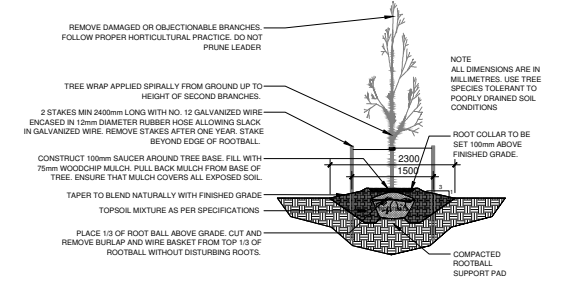 REMOVE DAMAGED OR OBJECTIONABLE BRANCHES.
FOLLOW PROPER HORTICULTURAL PRACTICE. DO NOT
PRUNE LEADER
TREE WRAP APPLIED SPIRALLY FROM GROUND UP TO
HEIGHT OF SECOND BRANCHES.
2 STAKES MIN 2400mm LONG WITH NO. 12 GALVANIZED WIRE
ENCASED IN 12mm DIAMETER RUBBER HOSE ALLOWING SLACK
IN GALVANIZED WIRE. REMOVE STAKES AFTER ONE YEAR. STAKE
BEYOND EDGE OF ROOTBALL.
CONSTRUCT 100mm SAUCER AROUND TREE BASE. FILL WITH
75mm WOODCHIP MULCH. PULL BACK MULCH FROM BASE OF
TREE. ENSURE THAT MULCH COVERS ALL EXPOSED SOIL.
TAPER TO BLEND NATURALLY WITH FINISHED GRADE
TOPSOIL MIXTURE AS PER SPECIFICATIONS
PLACE 1/3 OF ROOT BALL ABOVE GRADE. CUT AND
REMOVE BURLAP AND WIRE BASKET FROM TOP 1/3 OF
ROOTBALL WITHOUT DISTURBING ROOTS.
2300
1500
3
1
NOTE
ALL DIMENSIONS ARE IN
MILLIMETRES. USE TREE
SPECIES TOLERANT TO
POORLY DRAINED SOIL
CONDITIONS
ROOT COLLAR TO BE
SET 100mm ABOVE
FINISHED GRADE.
COMPACTED
ROOTBALL
SUPPORT PAD